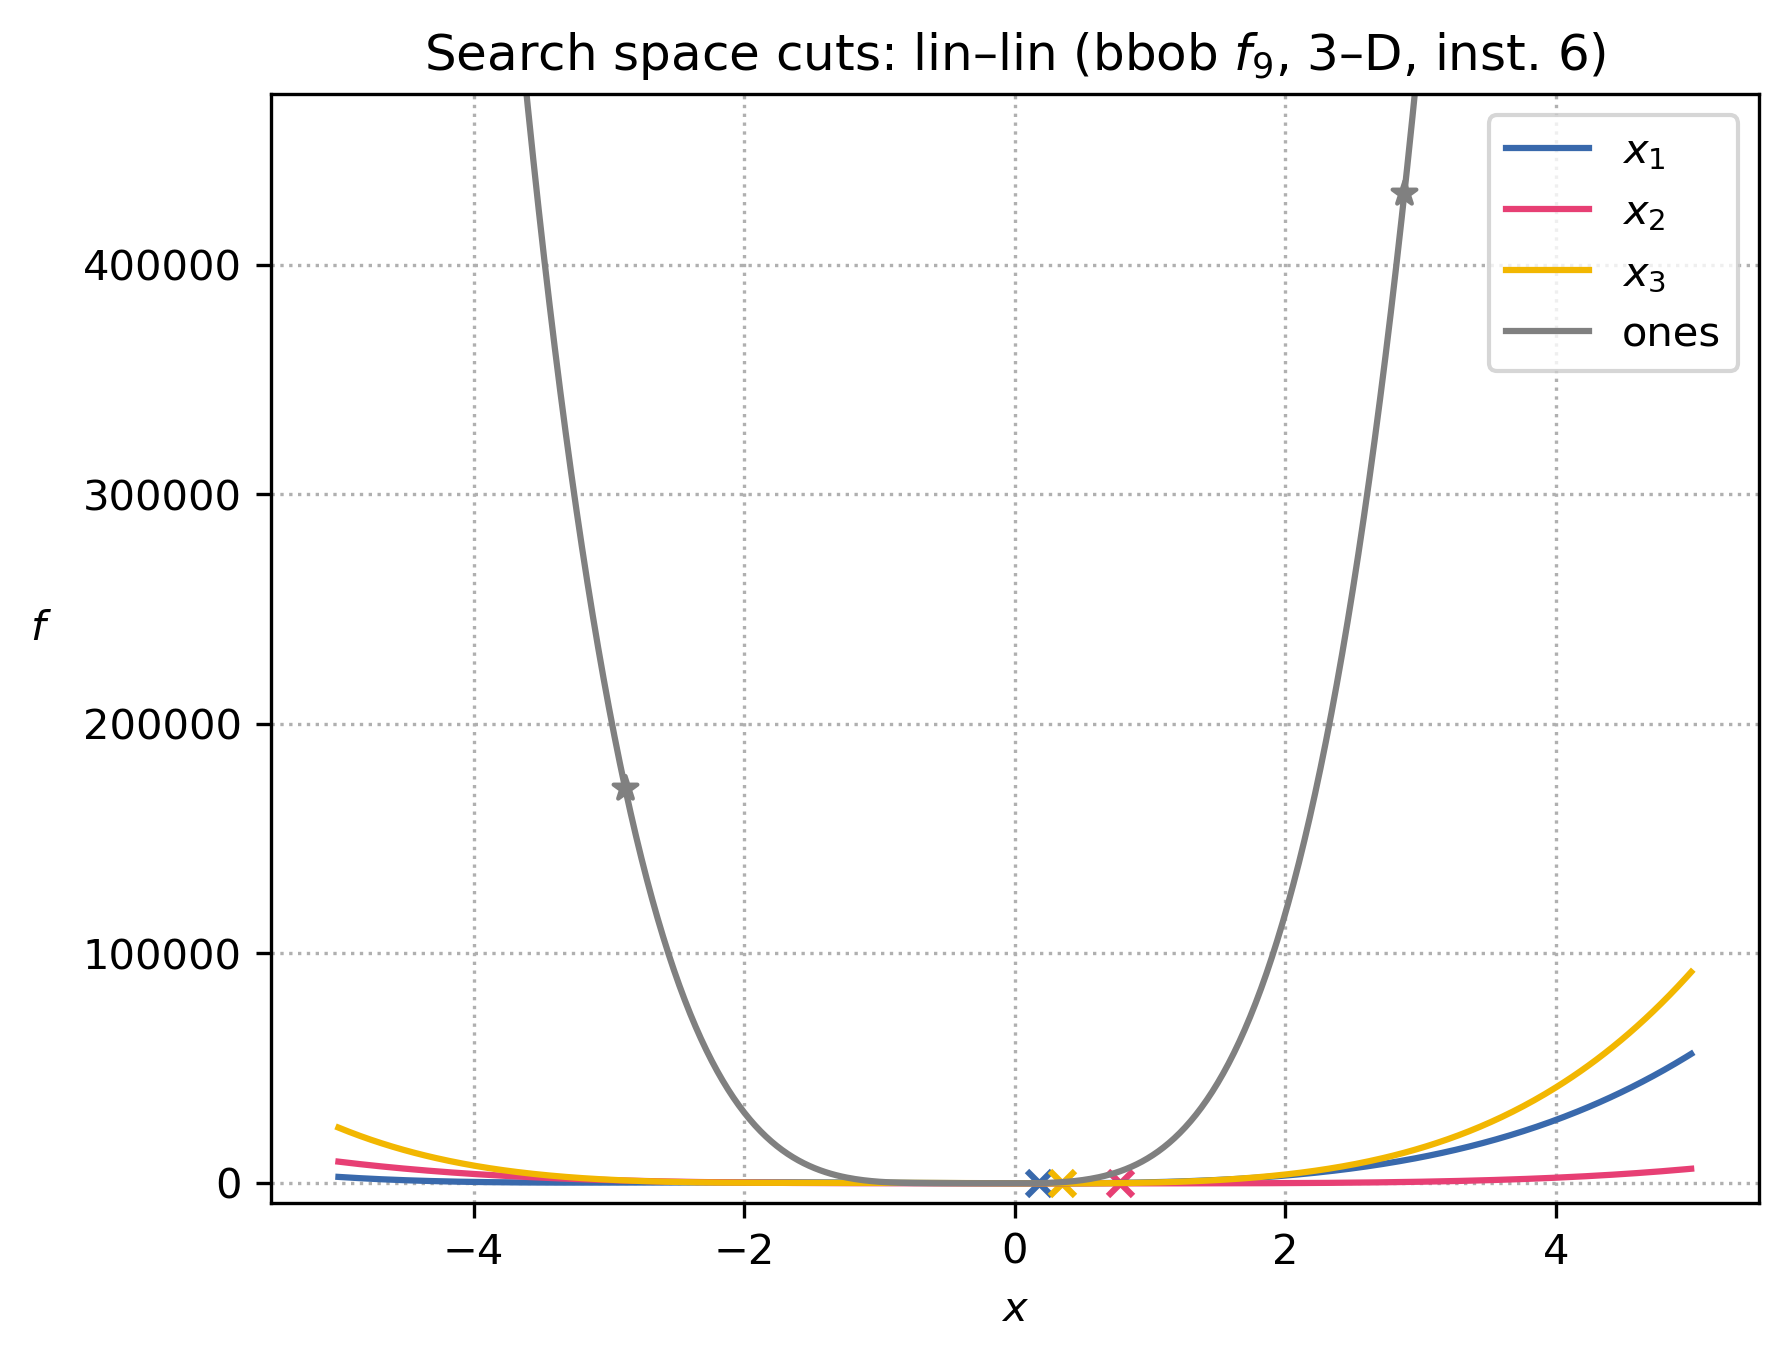 Search space cuts: lin–lin (bbob f₉, 3–D, inst. 6)
x₁
x₂
x₃
ones
f
400000
300000
200000
100000
0
−4
−2
0
2
4
x